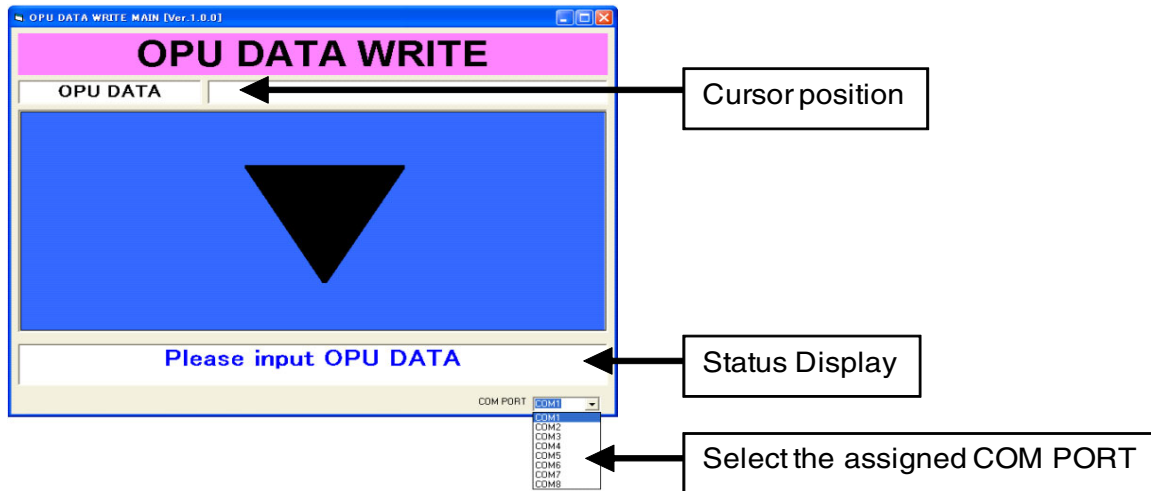 OPU DATA WRITE MAIN [Ver.1.0.0]
OPU DATA WRITE
OPU DATA
Cursor position
Please input OPU DATA
Status Display
COM PORT COM1
COM1
COM2
COM3
COM4
COM5
COM6
COM7
COM8
Select the assigned COM PORT